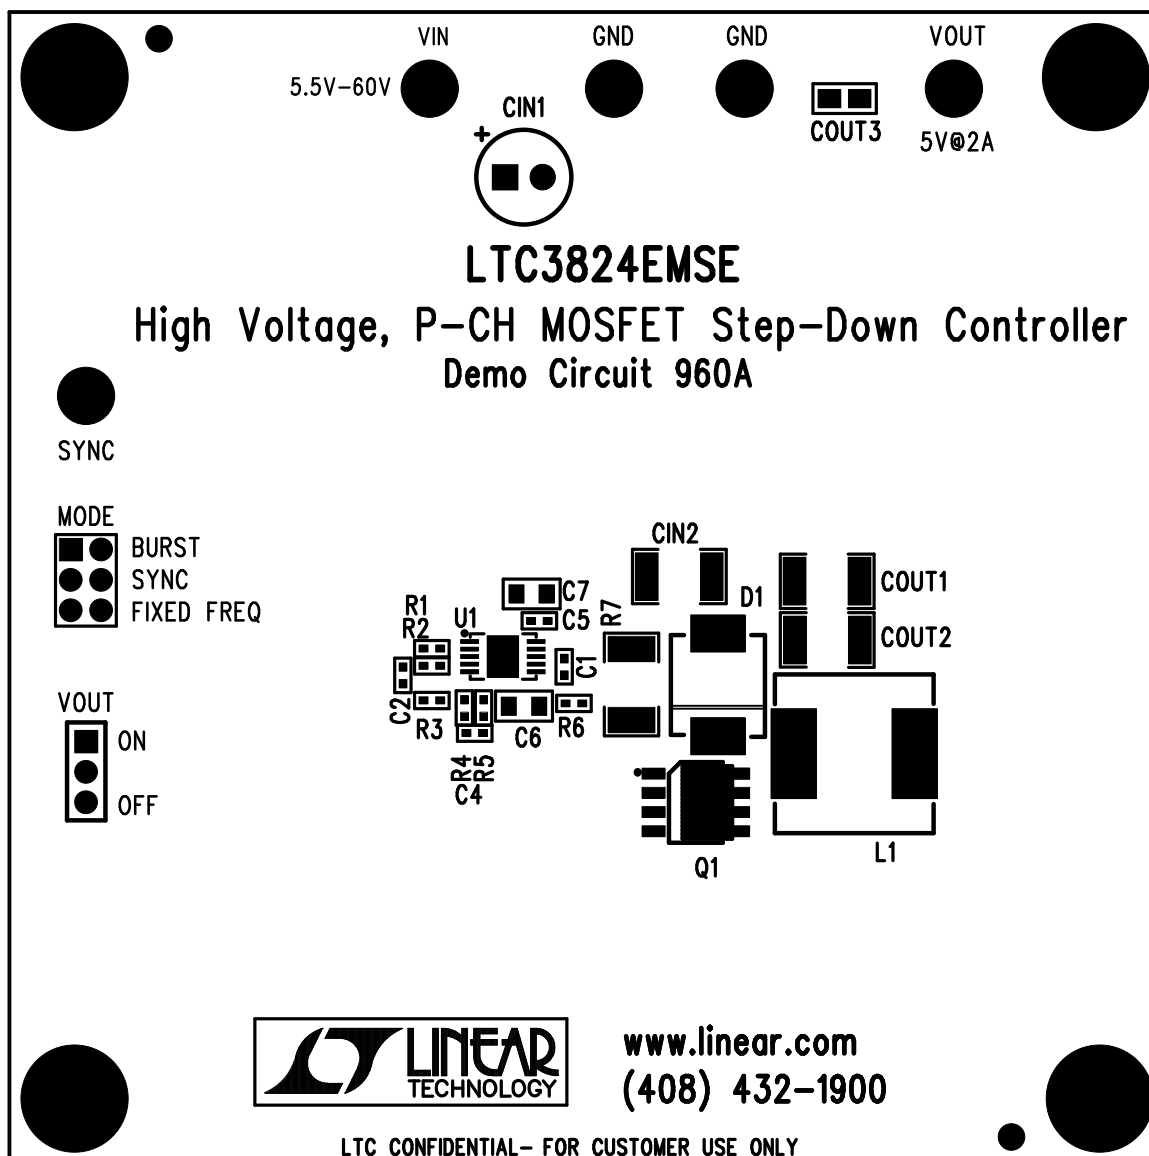 VIN GND GND VOUT
5.5V-60V
CIN1
+
COUT3
5V@2A
LTC3824EMSE
High Voltage, P-CH MOSFET Step-Down Controller
Demo Circuit 960A
SYNC
MODE
BURST
SYNC
FIXED FREQ
VOUT
ON
OFF
CIN2
COUT1
COUT2
D1
R7
C7
C5
R1
R2
U1
C1
C2
R3
R4
R5
C4
C6
R6
Q1
L1
LINEAR
TECHNOLOGY
www.linear.com
(408) 432-1900
LTC CONFIDENTIAL- FOR CUSTOMER USE ONLY